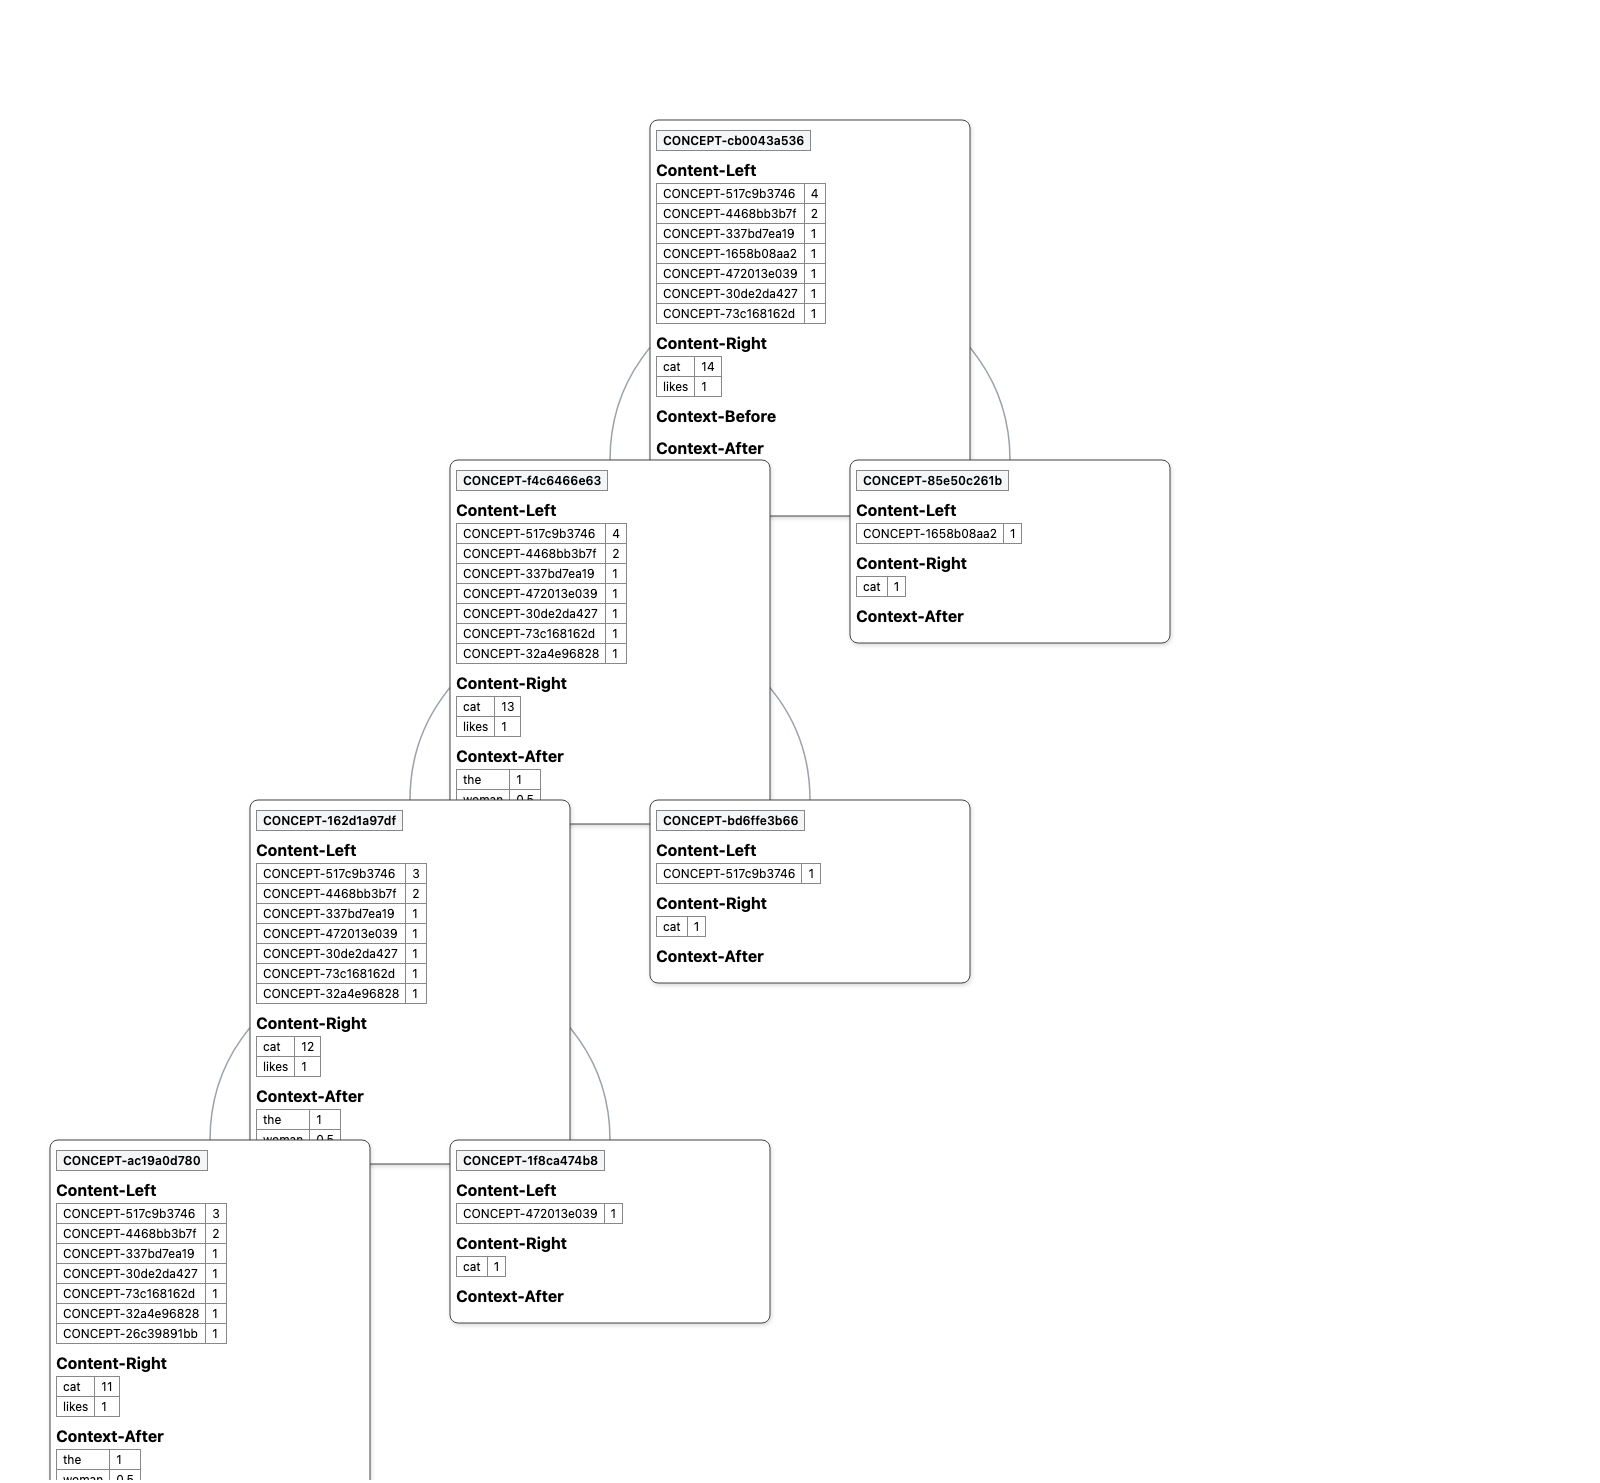 CONCEPT-cb0043a536
Content-Left
CONCEPT-517c9b3746 4
CONCEPT-4468bb3b7f 2
CONCEPT-337bd7ea19 1
CONCEPT-1658b08aa2 1
CONCEPT-472013e039 1
CONCEPT-30de2da427 1
CONCEPT-73c168162d 1
Content-Right
cat 14
likes 1
Context-Before
Context-After
CONCEPT-f4c6466e63
Content-Left
CONCEPT-517c9b3746 4
CONCEPT-4468bb3b7f 2
CONCEPT-337bd7ea19 1
CONCEPT-472013e039 1
CONCEPT-30de2da427 1
CONCEPT-73c168162d 1
CONCEPT-32a4e96828 1
Content-Right
cat 13
likes 1
Context-After
the 1
woman 0.5
CONCEPT-85e50c261b
Content-Left
CONCEPT-1658b08aa2 1
Content-Right
cat 1
Context-After
CONCEPT-162d1a97df
Content-Left
CONCEPT-517c9b3746 3
CONCEPT-4468bb3b7f 2
CONCEPT-337bd7ea19 1
CONCEPT-472013e039 1
CONCEPT-30de2da427 1
CONCEPT-73c168162d 1
CONCEPT-32a4e96828 1
Content-Right
cat 12
likes 1
Context-After
the 1
woman 0.5
CONCEPT-bd6ffe3b66
Content-Left
CONCEPT-517c9b3746 1
Content-Right
cat 1
Context-After
CONCEPT-ac19a0d780
Content-Left
CONCEPT-517c9b3746 3
CONCEPT-4468bb3b7f 2
CONCEPT-337bd7ea19 1
CONCEPT-30de2da427 1
CONCEPT-73c168162d 1
CONCEPT-32a4e96828 1
CONCEPT-26c39891bb 1
Content-Right
cat 11
likes 1
Context-After
the 1
woman 0.5
CONCEPT-1f8ca474b8
Content-Left
CONCEPT-472013e039 1
Content-Right
cat 1
Context-After